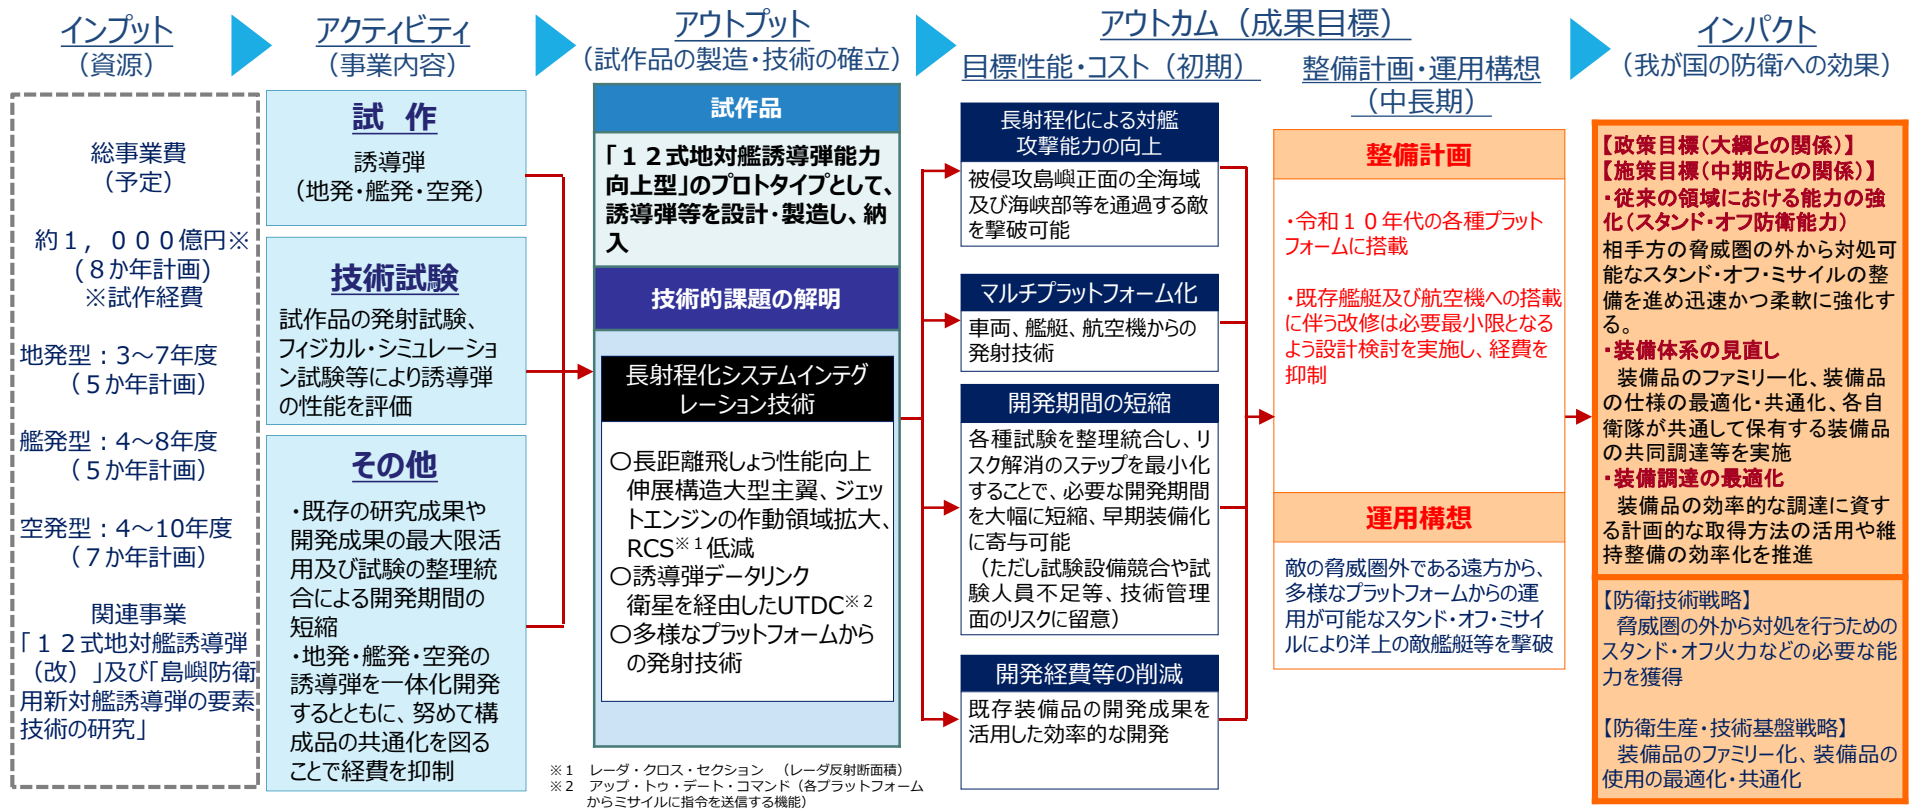 インプット
（資源）
総事業費
（予定）
約１，０００億円※
（８か年計画）
※試作経費
地発型：3～7年度
（５か年計画）
艦発型：4～8年度
（５か年計画）
空発型：4～10年度
（７か年計画）
関連事業
「１２式地対艦誘導弾
（改）」及び「島嶼防衛
用新対艦誘導弾の要素
技術の研究」
アクティビティ
（事業内容）
試 作
誘導弾
（地発・艦発・空発）
技術試験
試作品の発射試験、
フィジカル・シミュレーショ
ン試験等により誘導弾
の性能を評価
その他
・既存の研究成果や
開発成果の最大限活
用及び試験の整理統
合による開発期間の
短縮
・地発・艦発・空発の
誘導弾を一体化開発
するとともに、努めて構
成品の共通化を図る
ことで経費を抑制
アウトプット
（試作品の製造・技術の確立）
試作品
「１２式地対艦誘導弾能力
向上型」のプロトタイプとして、
誘導弾等を設計・製造し、納
入
技術的課題の解明
長射程化システムインテグ
レーション技術
〇長距離飛しょう性能向上
伸展構造大型主翼、ジェッ
トエンジンの作動領域拡大、
RCS※1低減
〇誘導弾データリンク
衛星を経由したUTDC※2
〇多様なプラットフォームから
の発射技術
※１ レーダ・クロス・セクション （レーダ反射断面積）
※２ アップ・トゥ・デート・コマンド（各プラットフォーム
からミサイルに指令を送信する機能）
アウトカム（成果目標）
目標性能・コスト（初期）
長射程化による対艦
攻撃能力の向上
被侵攻島嶼正面の全海域
及び海峡部等を通過する敵
を撃破可能
マルチプラットフォーム化
車両、艦艇、航空機からの
発射技術
開発期間の短縮
各種試験を整理統合し、リ
スク解消のステップを最小化
することで、必要な開発期間
を大幅に短縮、早期装備化
に寄与可能
（ただし試験設備競合や試
験人員不足等、技術管理
面のリスクに留意）
開発経費等の削減
既存装備品の開発成果を
活用した効率的な開発
整備計画・運用構想
（中長期）
整備計画
・令和１０年代の各種プラット
フォームに搭載
・既存艦艇及び航空機への搭載
に伴う改修は必要最小限となる
よう設計検討を実施し、経費を
抑制
運用構想
敵の脅威圏外である遠方から、
多様なプラットフォームからの運
用が可能なスタンド・オフ・ミサイ
ルにより洋上の敵艦艇等を撃破
インパクト
（我が国の防衛への効果）
【政策目標（大綱との関係）】
【施策目標（中期防との関係）】
・従来の領域における能力の強
化（スタンド・オフ防衛能力）
相手方の脅威圏の外から対処可
能なスタンド・オフ・ミサイルの整
備を進め迅速かつ柔軟に強化す
る。
・装備体系の見直し
装備品のファミリー化、装備品
の仕様の最適化・共通化、各自
衛隊が共通して保有する装備品
の共同調達等を実施
・装備調達の最適化
装備品の効率的な調達に資す
る計画的な取得方法の活用や維
持整備の効率化を推進
【防衛技術戦略】
脅威圏の外から対処を行うための
スタンド・オフ火力などの必要な能
力を獲得
【防衛生産・技術基盤戦略】
装備品のファミリー化、装備品の
使用の最適化・共通化